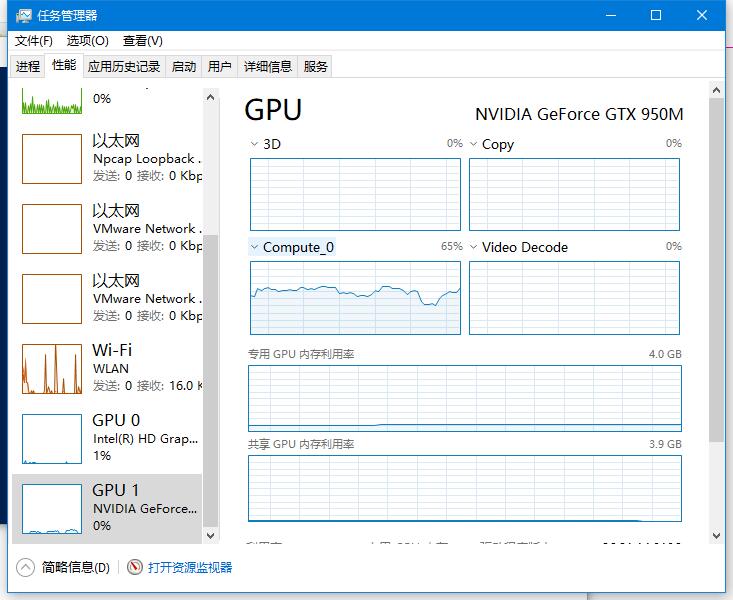 任务管理器
文件(F) 选项(O) 查看(V)
进程 性能 应用历史记录 启动 用户 详细信息 服务
0%
以太网
Npcap Loopback .
发送: 0 接收: 0 Kbp
以太网
VMware Network .
发送: 0 接收: 0 Kbp
以太网
VMware Network .
发送: 0 接收: 0 Kbp
Wi-Fi
WLAN
发送: 0 接收: 16.0 K
GPU 0
Intel(R) HD Grap...
1%
GPU 1
NVIDIA GeForce...
0%
GPU NVIDIA GeForce GTX 950M
3D 0% Copy 0%
Compute_0 65% Video Decode 0%
专用 GPU 内存利用率 4.0 GB
共享 GPU 内存利用率 3.9 GB
简略信息(D) 打开资源监视器